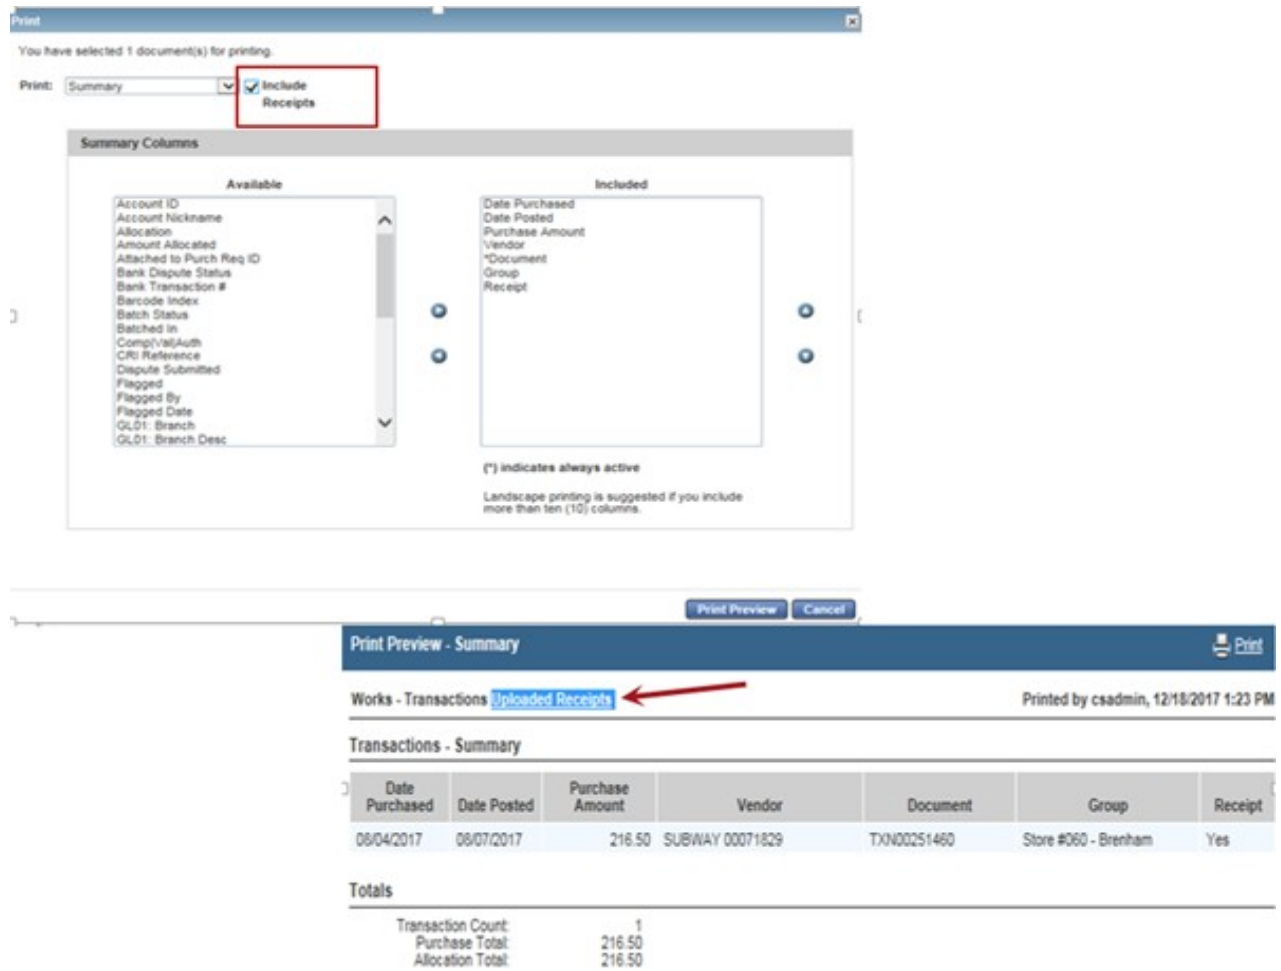 Print
You have selected 1 document(s) for printing.
Print: Summary Include
Receipts
Summary Columns
Available
Account ID
Account Nickname
Allocation
Amount Allocated
Attached to Purch Req ID
Bank Dispute Status
Bank Transaction #
Barcode Index
Batch Status
Batched In
Comp|Val|Auth
CRI Reference
Dispute Submitted
Flagged
Flagged By
Flagged Date
GL01: Branch
GL01: Branch Desc
Included
Date Purchased
Date Posted
Purchase Amount
Vendor
*Document
Group
Receipt
(*) indicates always active
Landscape printing is suggested if you include
more than ten (10) columns.
Print Preview Cancel
Print Preview - Summary Print
Works - Transactions Uploaded Receipts Printed by csadmin, 12/18/2017 1:23 PM
Transactions - Summary
Date Purchased Date Posted Purchase Amount Vendor Document Group Receipt
08/04/2017 08/07/2017 216.50 SUBWAY 00071829 TXN00251460 Store #060 - Brenham Yes
Totals
Transaction Count: 1
Purchase Total: 216.50
Allocation Total: 216.50